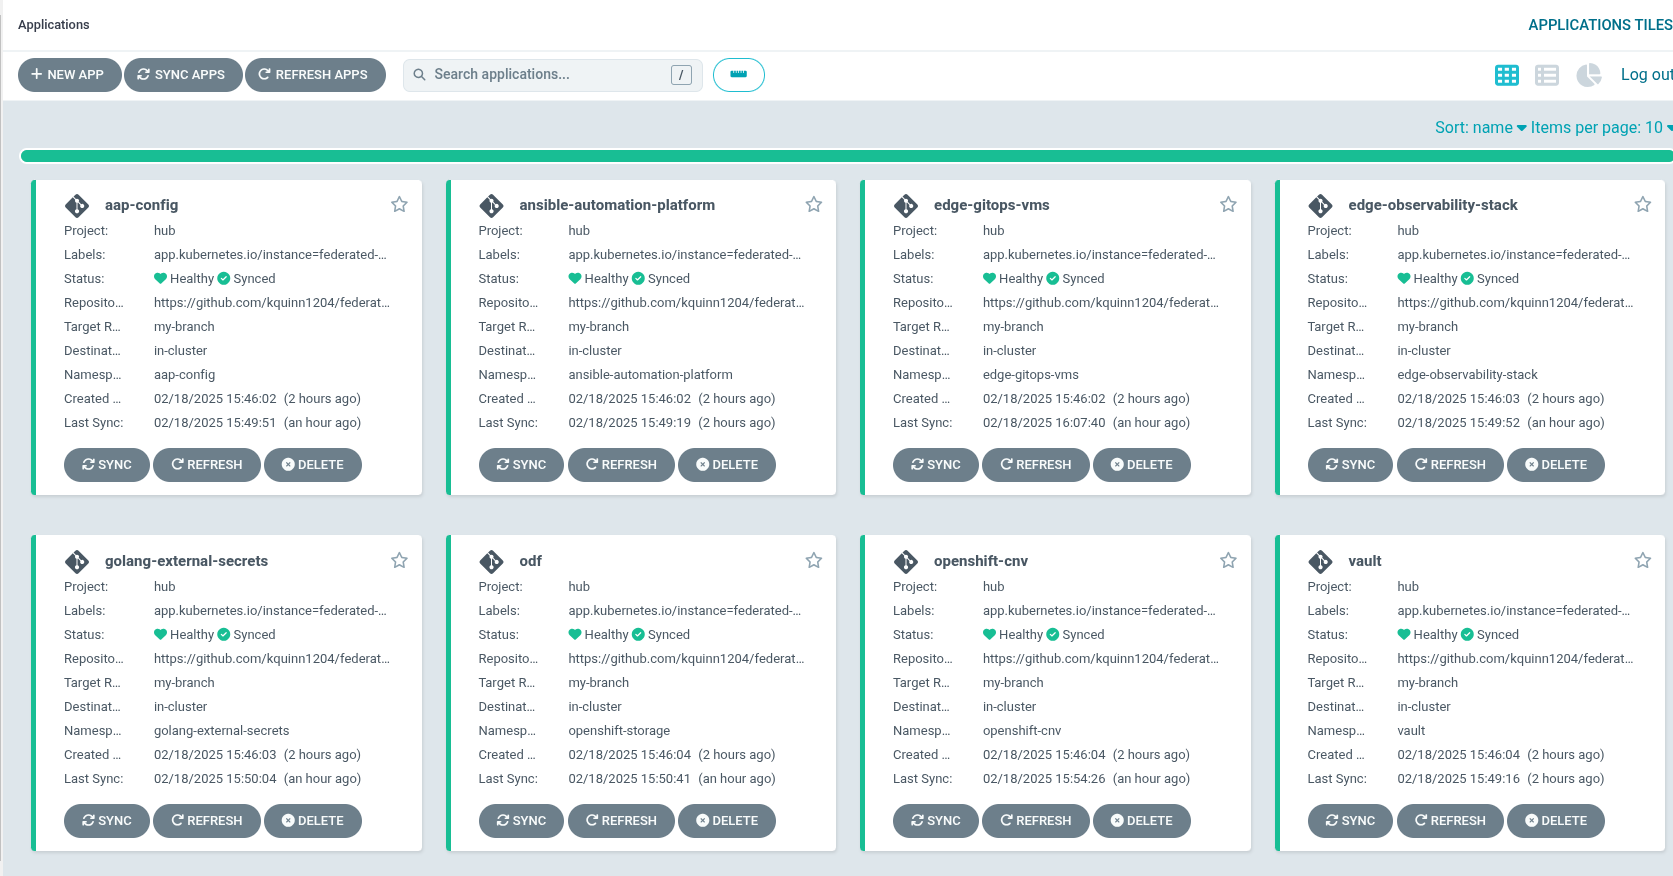 Applications
APPLICATIONS TILES
NEW APP SYNC APPS REFRESH APPS Search applications... / Log out
Sort: name Items per page: 10
aap-config
Project: hub
Labels: app.kubernetes.io/instance=federated-...
Status: Healthy Synced
Reposito... https://github.com/kquinn1204/federat...
Target R... my-branch
Destinat... in-cluster
Namesp... aap-config
Created ... 02/18/2025 15:46:02 (2 hours ago)
Last Sync: 02/18/2025 15:49:51 (an hour ago)
SYNC REFRESH DELETE
ansible-automation-platform
Project: hub
Labels: app.kubernetes.io/instance=federated-...
Status: Healthy Synced
Reposito... https://github.com/kquinn1204/federat...
Target R... my-branch
Destinat... in-cluster
Namesp... ansible-automation-platform
Created ... 02/18/2025 15:46:02 (2 hours ago)
Last Sync: 02/18/2025 15:49:19 (2 hours ago)
SYNC REFRESH DELETE
edge-gitops-vms
Project: hub
Labels: app.kubernetes.io/instance=federated-...
Status: Healthy Synced
Reposito... https://github.com/kquinn1204/federat...
Target R... my-branch
Destinat... in-cluster
Namesp... edge-gitops-vms
Created ... 02/18/2025 15:46:02 (2 hours ago)
Last Sync: 02/18/2025 16:07:40 (an hour ago)
SYNC REFRESH DELETE
edge-observability-stack
Project: hub
Labels: app.kubernetes.io/instance=federated-...
Status: Healthy Synced
Reposito... https://github.com/kquinn1204/federat...
Target R... my-branch
Destinat... in-cluster
Namesp... edge-observability-stack
Created ... 02/18/2025 15:46:03 (2 hours ago)
Last Sync: 02/18/2025 15:49:52 (an hour ago)
SYNC REFRESH DELETE
golang-external-secrets
Project: hub
Labels: app.kubernetes.io/instance=federated-...
Status: Healthy Synced
Reposito... https://github.com/kquinn1204/federat...
Target R... my-branch
Destinat... in-cluster
Namesp... golang-external-secrets
Created ... 02/18/2025 15:46:03 (2 hours ago)
Last Sync: 02/18/2025 15:50:04 (an hour ago)
SYNC REFRESH DELETE
odf
Project: hub
Labels: app.kubernetes.io/instance=federated-...
Status: Healthy Synced
Reposito... https://github.com/kquinn1204/federat...
Target R... my-branch
Destinat... in-cluster
Namesp... openshift-storage
Created ... 02/18/2025 15:46:04 (2 hours ago)
Last Sync: 02/18/2025 15:50:41 (an hour ago)
SYNC REFRESH DELETE
openshift-cnv
Project: hub
Labels: app.kubernetes.io/instance=federated-...
Status: Healthy Synced
Reposito... https://github.com/kquinn1204/federat...
Target R... my-branch
Destinat... in-cluster
Namesp... openshift-cnv
Created ... 02/18/2025 15:46:04 (2 hours ago)
Last Sync: 02/18/2025 15:54:26 (an hour ago)
SYNC REFRESH DELETE
vault
Project: hub
Labels: app.kubernetes.io/instance=federated-...
Status: Healthy Synced
Reposito... https://github.com/kquinn1204/federat...
Target R... my-branch
Destinat... in-cluster
Namesp... vault
Created ... 02/18/2025 15:46:04 (2 hours ago)
Last Sync: 02/18/2025 15:49:16 (2 hours ago)
SYNC REFRESH DELETE